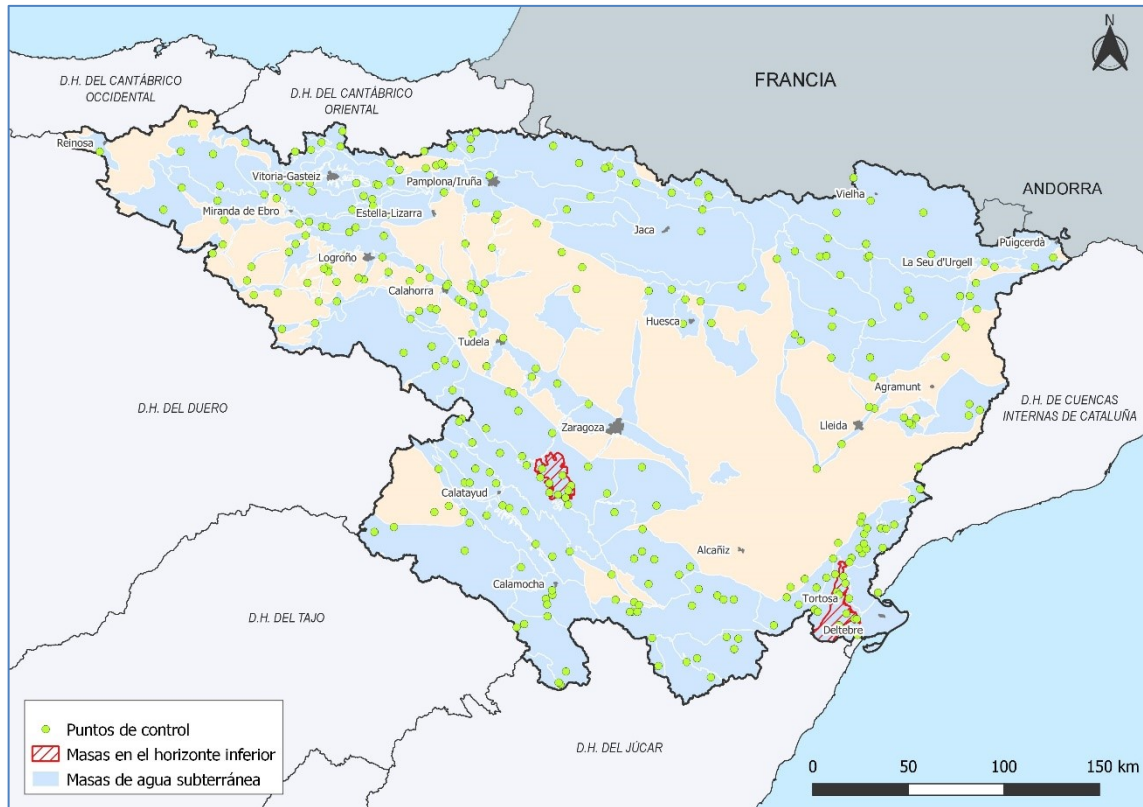 N
D.H. DEL CANTÁBRICO
OCCIDENTAL
D.H. DEL CANTÁBRICO
ORIENTAL
FRANCIA
ANDORRA
Reinosa
Vitoria-Gasteiz
Pamplona/Iruña
Vielha
Miranda de Ebro
Estella-Lizarra
Jaca
Puigcerdà
La Seu d'Urgell
Logroño
Calahorra
Huesca
Tudela
Agramunt
D.H. DEL DUERO
D.H. DE CUENCAS
INTERNAS DE CATALUÑA
Zaragoza
Lleida
Calatayud
Alcañiz
Calamocha
Tortosa
Deltebre
D.H. DEL TAJO
D.H. DEL JÚCAR
Puntos de control
Masas en el horizonte inferior
Masas de agua subterránea
0 50 100 150 km